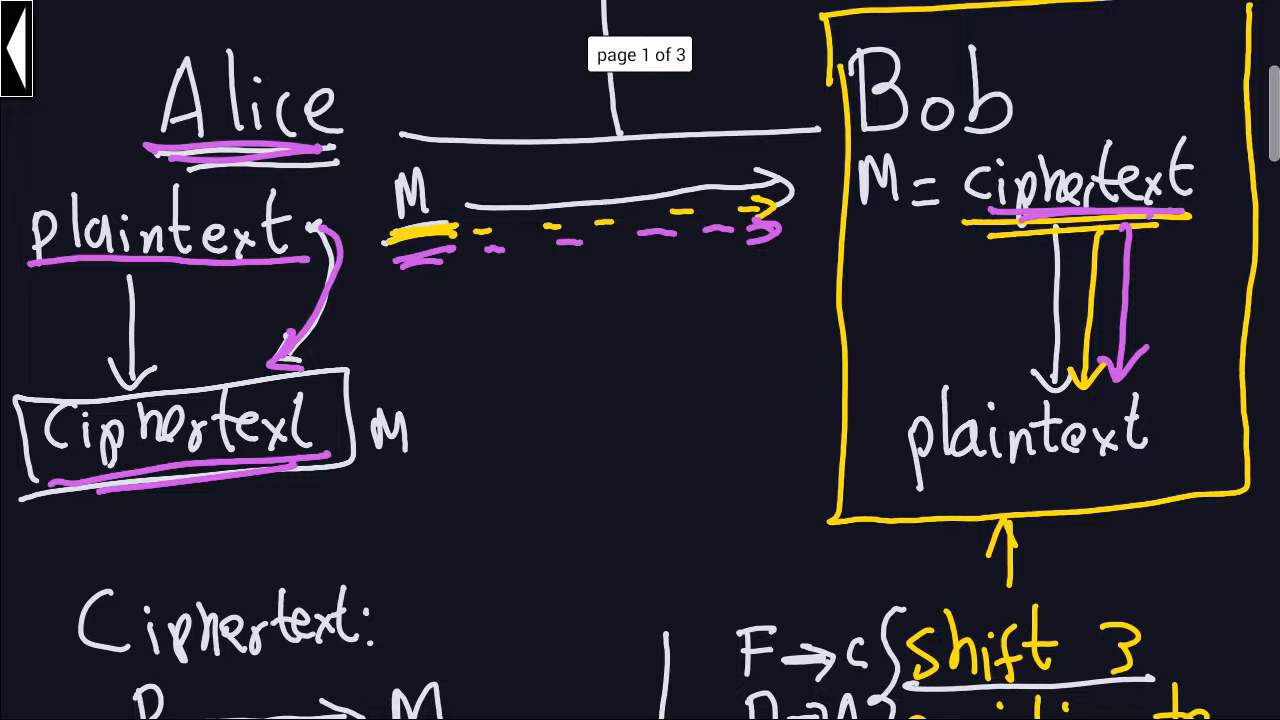 page 1 of 3
Alice
plaintext
Ciphertext M
M
Bob
M = ciphertext
plaintext
Ciphertext:
P → M
F → C { shift 3
D → A